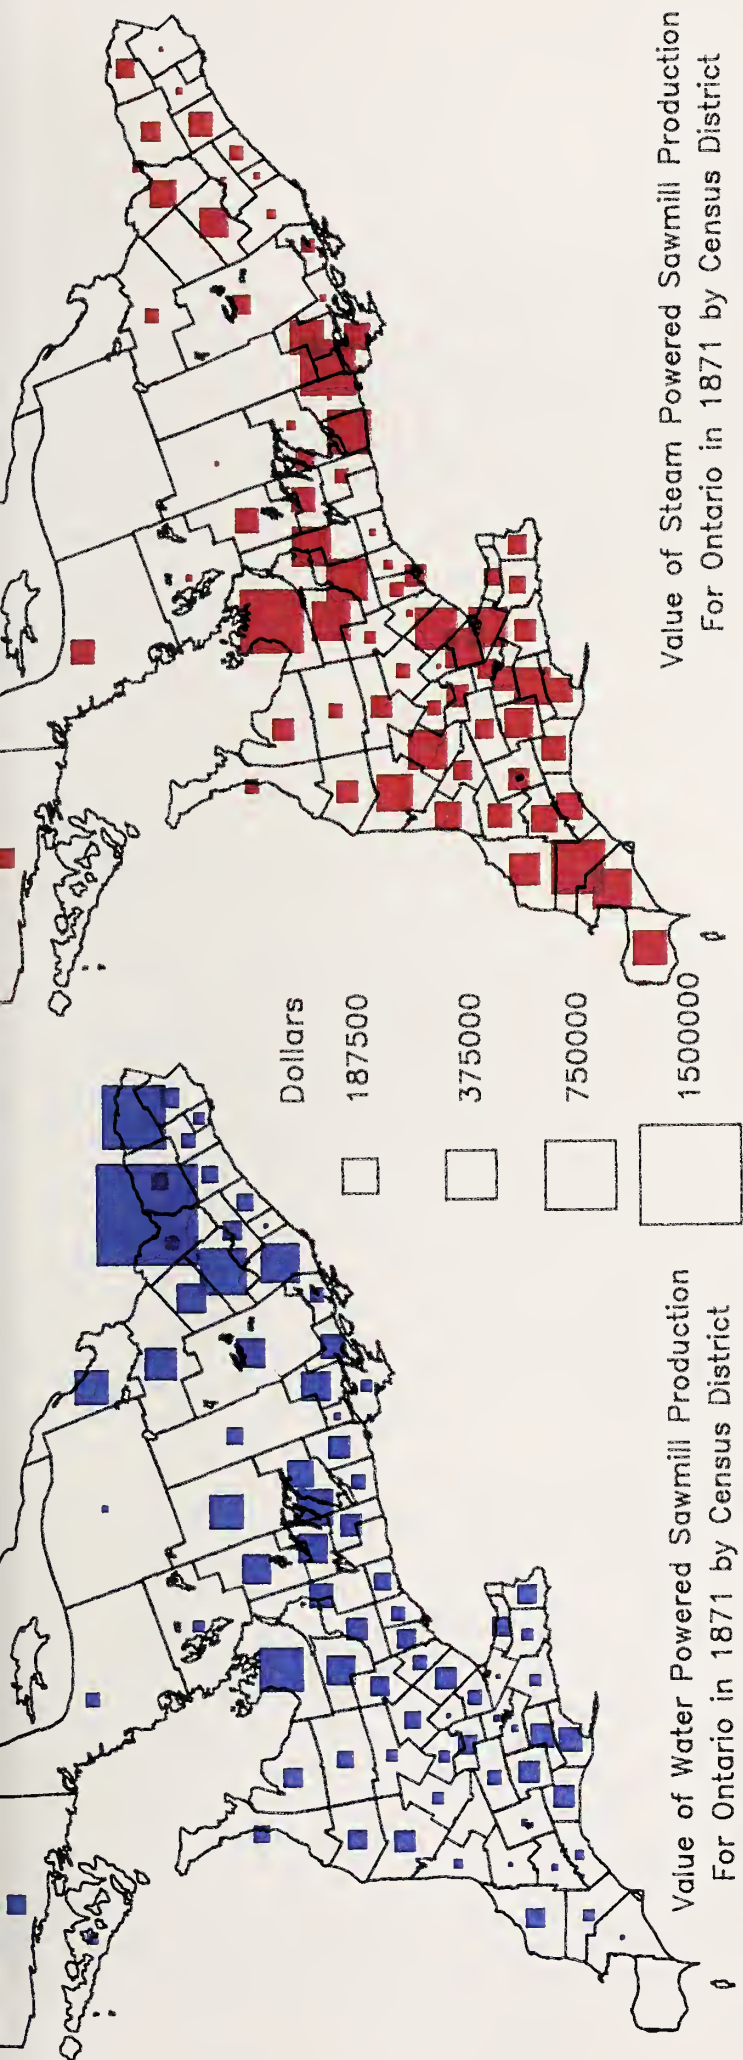 Value of Steam Powered Sawmill Production
For Ontario in 1871 by Census District
Dollars
187500
375000
750000
1500000
Value of Water Powered Sawmill Production
For Ontario in 1871 by Census District